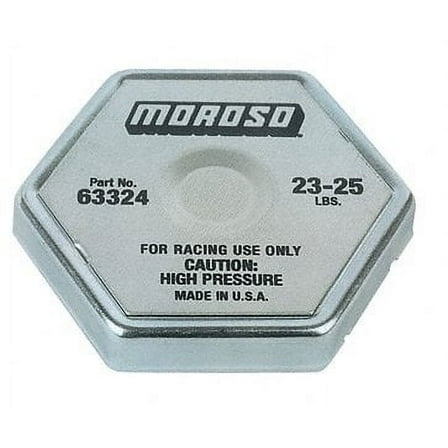 MOROSO
Part No.
63324
23-25
LBS.
FOR RACING USE ONLY
CAUTION:
HIGH PRESSURE
MADE IN U.S.A.